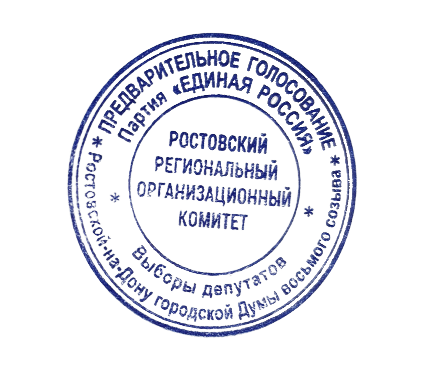 * ПРЕДВАРИТЕЛЬНОЕ ГОЛОСОВАНИЕ *
Партия «ЕДИНАЯ РОССИЯ»
РОСТОВСКИЙ
РЕГИОНАЛЬНЫЙ
ОРГАНИЗАЦИОННЫЙ
КОМИТЕТ
* Выборы депутатов *
Ростовской-на-Дону городской Думы восьмого созыва